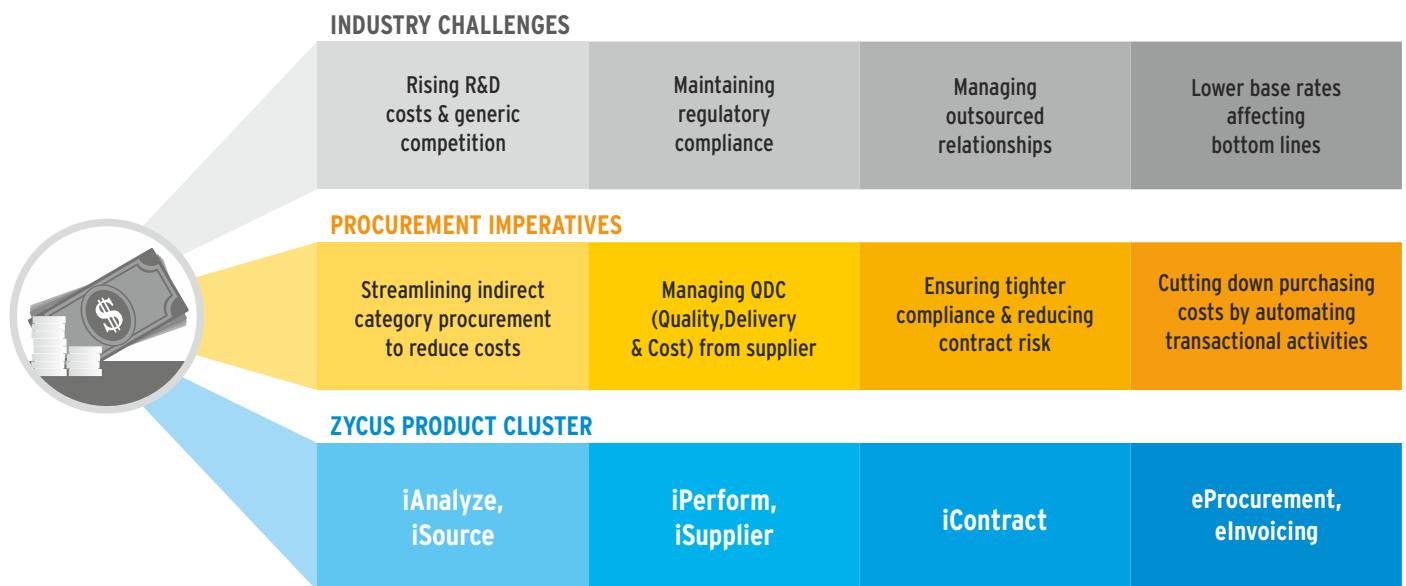 INDUSTRY CHALLENGES
Rising R&D
costs & generic
competition
Maintaining
regulatory
compliance
Managing
outsourced
relationships
Lower base rates
affecting
bottom lines
PROCUREMENT IMPERATIVES
Streamlining indirect
category procurement
to reduce costs
Managing QDC
(Quality,Delivery
& Cost) from supplier
Ensuring tighter
compliance & reducing
contract risk
Cutting down purchasing
costs by automating
transactional activities
$
ZYCUS PRODUCT CLUSTER
iAnalyze,
iSource
iPerform,
iSupplier
iContract
eProcurement,
eInvoicing